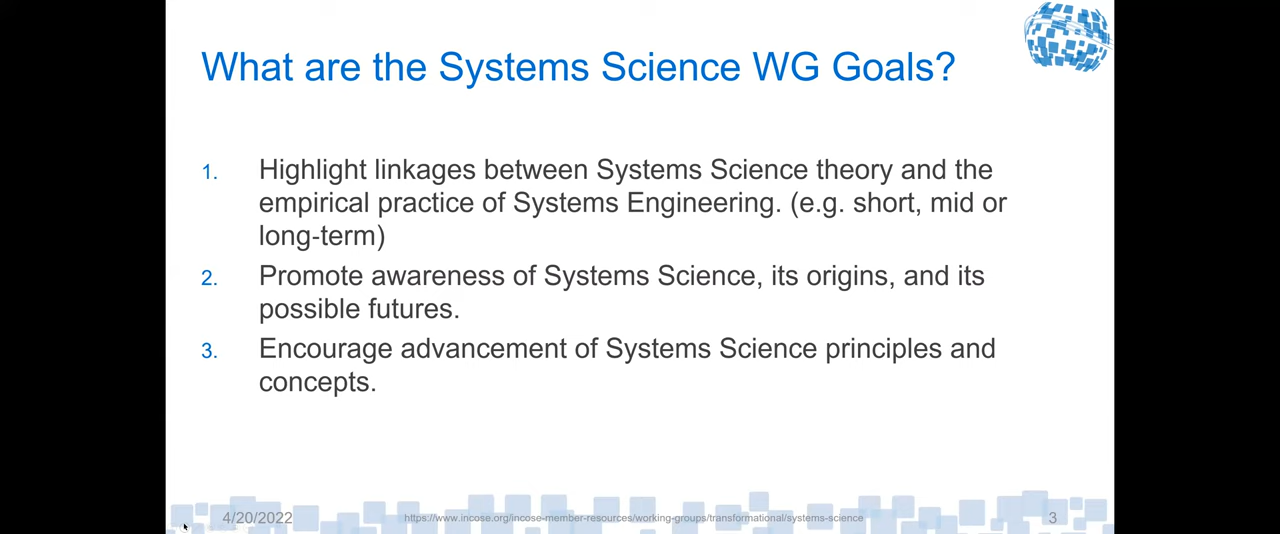 What are the Systems Science WG Goals?
1. Highlight linkages between Systems Science theory and the
empirical practice of Systems Engineering. (e.g. short, mid or
long-term)
2. Promote awareness of Systems Science, its origins, and its
possible futures.
3. Encourage advancement of Systems Science principles and
concepts.
4/20/2022 https://www.incose.org/incose-member-resources/working-groups/transformational/systems-science 3